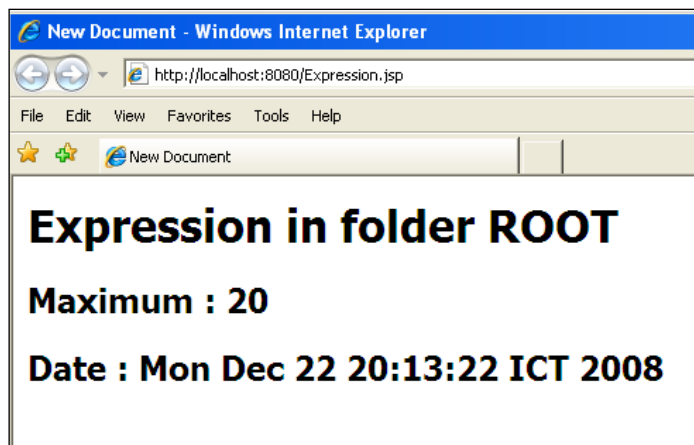 New Document - Windows Internet Explorer
http://localhost:8080/Expression.jsp
File Edit View Favorites Tools Help
New Document
Expression in folder ROOT
Maximum : 20
Date : Mon Dec 22 20:13:22 ICT 2008